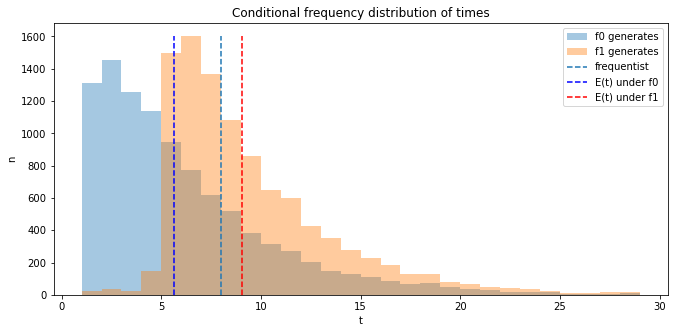 Conditional frequency distribution of times
f0 generates
f1 generates
frequentist
E(t) under f0
E(t) under f1
n
1600
1400
1200
1000
800
600
400
200
0
0 5 10 15 20 25 30
t